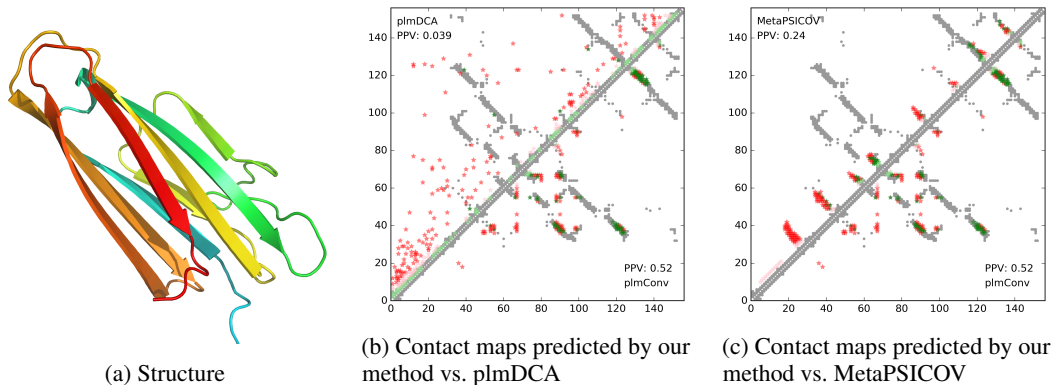 plmDCA
PPV: 0.039
140
120
100
80
60
40
20
0
0 20 40 60 80 100 120 140
PPV: 0.52
plmConv
MetaPSICOV
PPV: 0.24
140
120
100
80
60
40
20
0
0 20 40 60 80 100 120 140
PPV: 0.52
plmConv
(a) Structure
(b) Contact maps predicted by our
method vs. plmDCA
(c) Contact maps predicted by our
method vs. MetaPSICOV